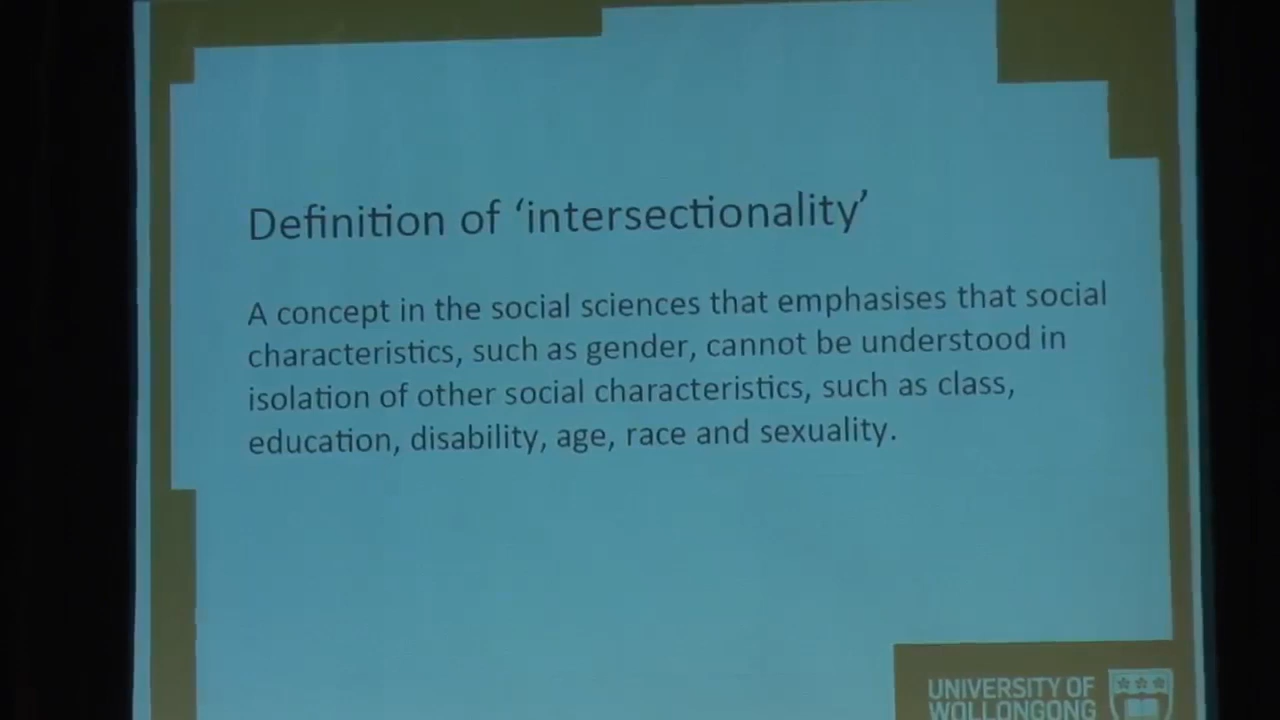 Definition of ‘intersectionality’
A concept in the social sciences that emphasises that social
characteristics, such as gender, cannot be understood in
isolation of other social characteristics, such as class,
education, disability, age, race and sexuality.
UNIVERSITY OF
WOLLONGONG